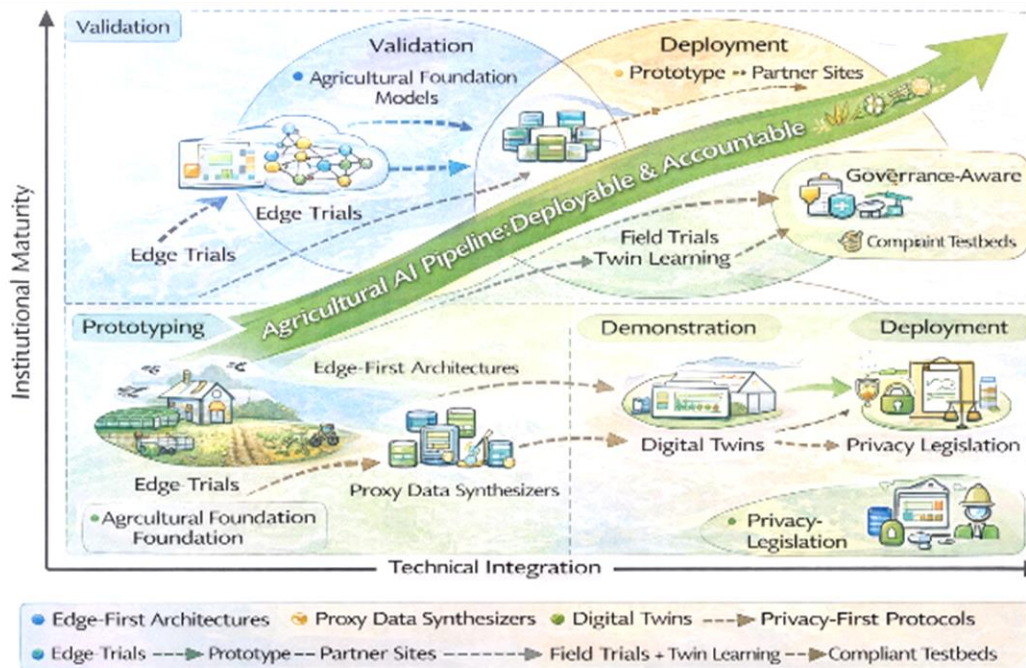 Validation
Validation
Agricultural Foundation
Models
Edge Trials
Edge Trials
Deployment
Prototype -- Partner Sites
Agricultural AI Pipeline: Deployable & Accountable
Field Trials
Twin Learning
Goverrance-Aware
Complaint Testbeds
Institutional Maturity
Prototyping
Edge-First Architectures
Edge Trials
Proxy Data Synthesizers
Agrcultural Foundation
Foundation
Demonstration
Deployment
Digital Twins
Privacy Legislation
Privacy-
Legislation
Technical Integration
Edge-First Architectures Proxy Data Synthesizers Digital Twins Privacy-First Protocols
Edge Trials Prototype -- Partner Sites Field Trials + Twin Learning Compliant Testbeds